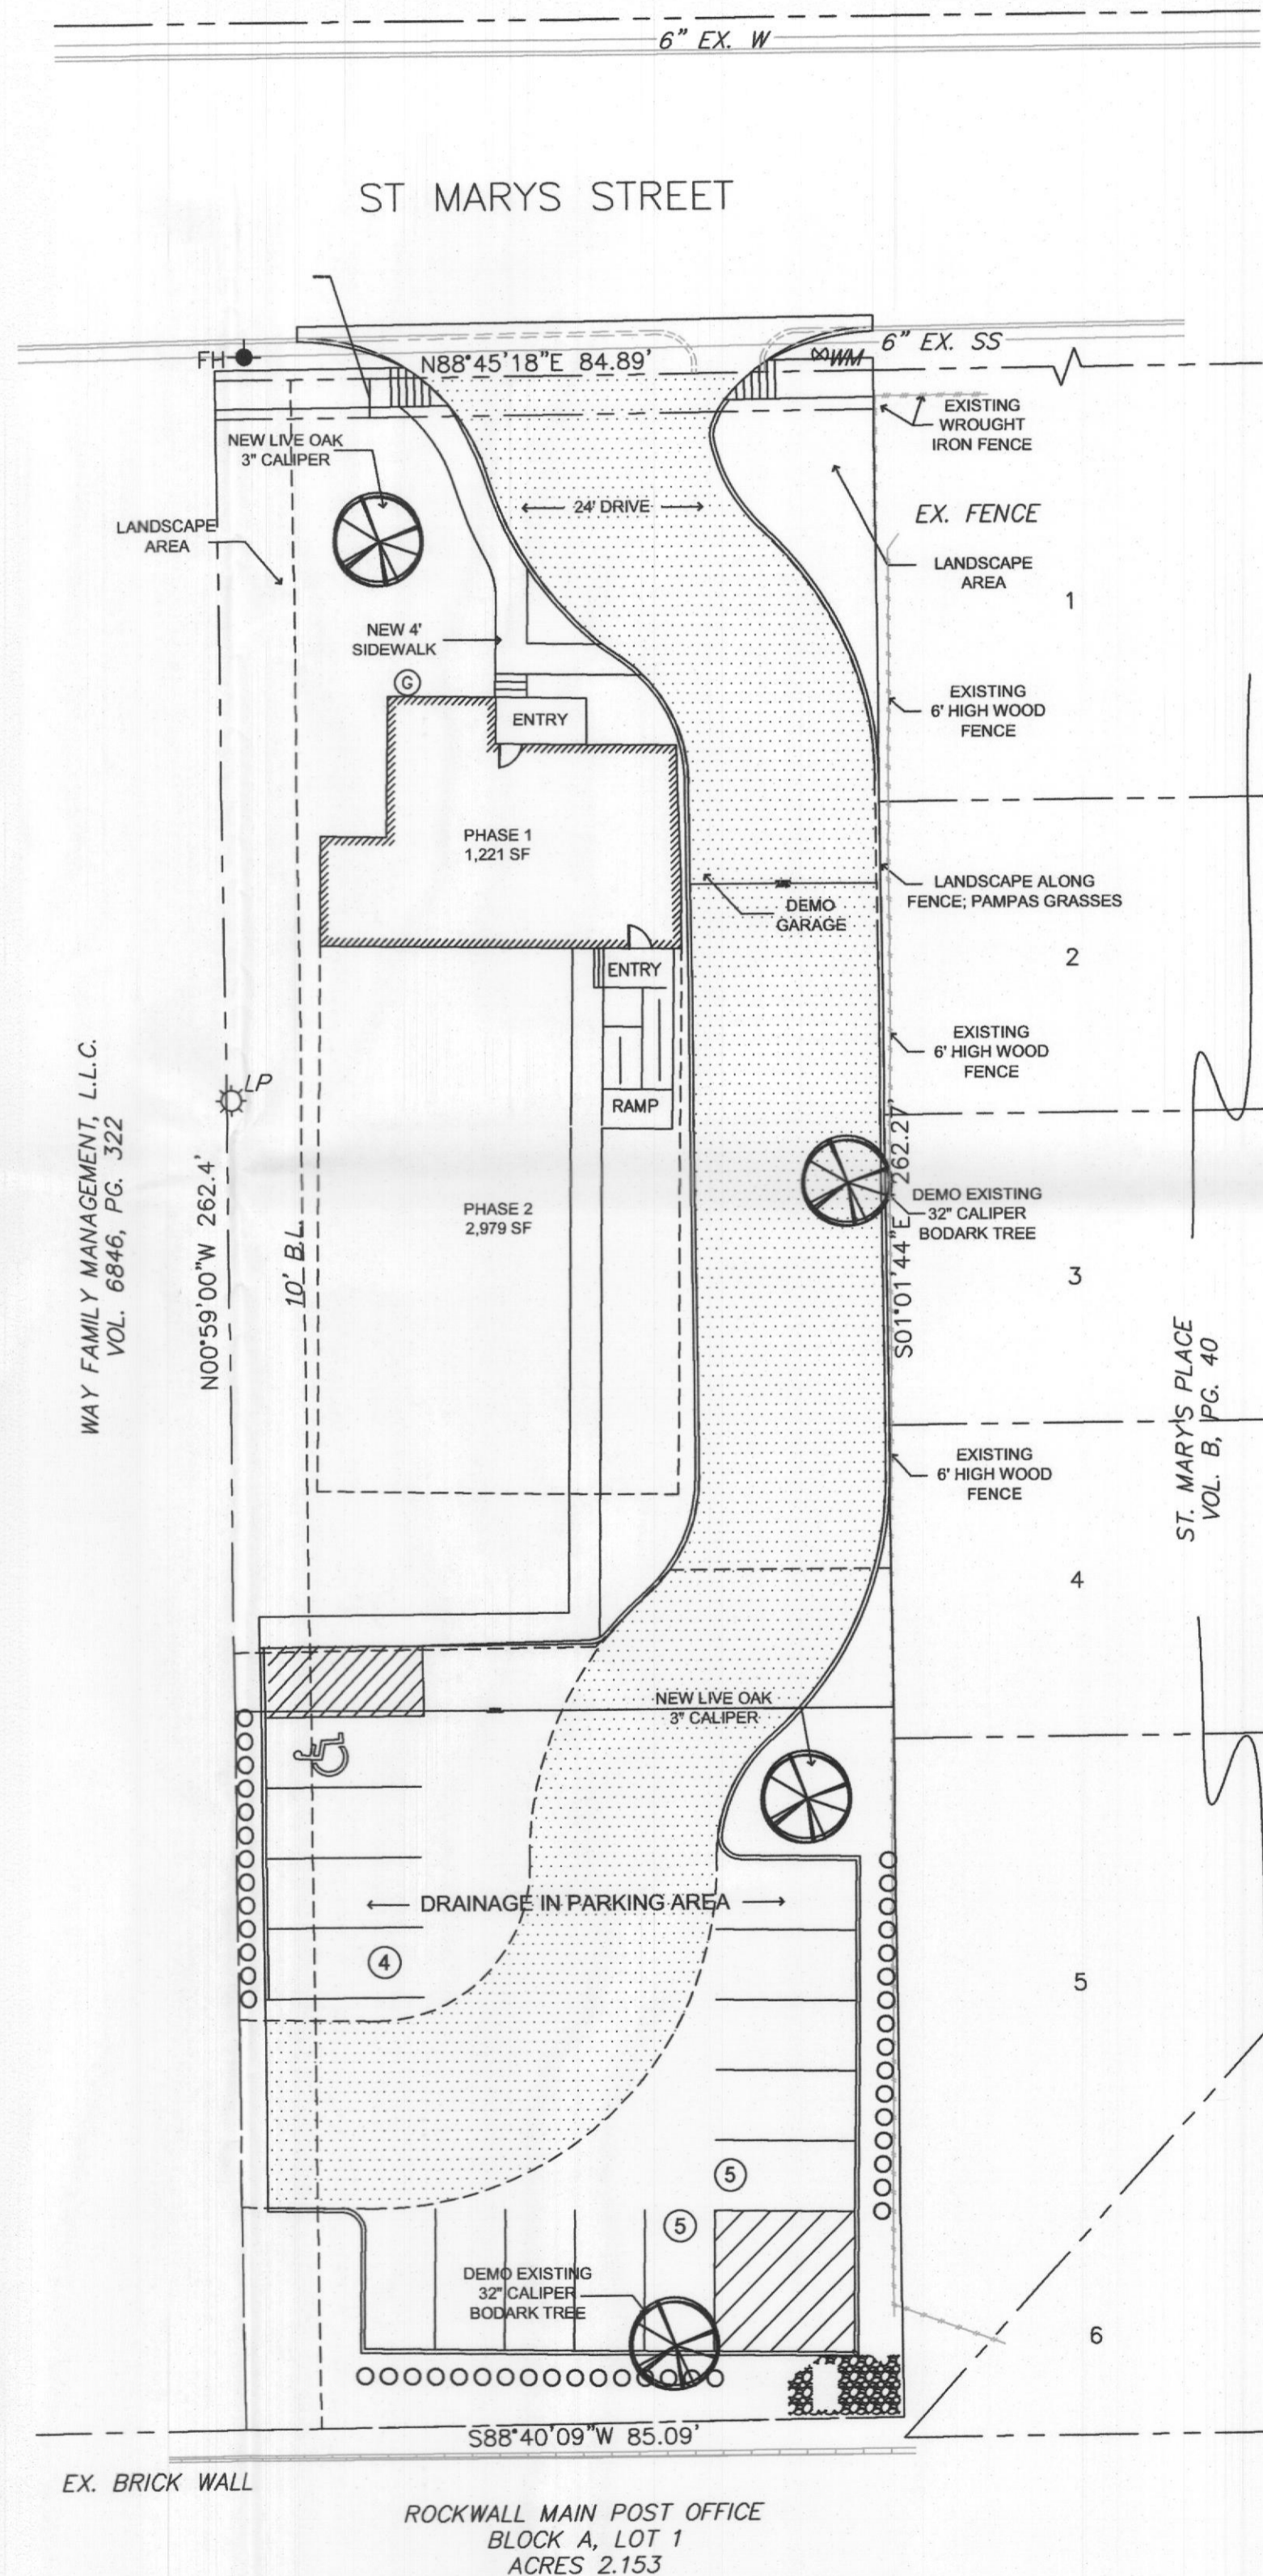 6" EX. W
ST MARYS STREET
6" EX. SS
FH
N88°45'18"E 84.89'
WM
EXISTING
WROUGHT
IRON FENCE
NEW LIVE OAK
3" CALIPER
24' DRIVE
EX. FENCE
LANDSCAPE
AREA
LANDSCAPE
AREA
1
NEW 4'
SIDEWALK
G
EXISTING
6' HIGH WOOD
FENCE
ENTRY
PHASE 1
1,221 SF
LANDSCAPE ALONG
FENCE; PAMPAS GRASSES
DEMO
GARAGE
2
ENTRY
EXISTING
6' HIGH WOOD
FENCE
LP
RAMP
WAY FAMILY MANAGEMENT, L.L.C.
VOL. 6846, PG. 322
N00°59'00"W 262.4'
10' B.L.
PHASE 2
2,979 SF
S01°01'44"E 262.27'
DEMO EXISTING
32" CALIPER
BODARK TREE
3
ST. MARY'S PLACE
VOL. B, PG. 40
EXISTING
6' HIGH WOOD
FENCE
4
NEW LIVE OAK
3" CALIPER
DRAINAGE IN PARKING AREA
4
5
5
5
DEMO EXISTING
32" CALIPER
BODARK TREE
6
S88°40'09"W 85.09'
EX. BRICK WALL
ROCKWALL MAIN POST OFFICE
BLOCK A, LOT 1
ACRES 2.153